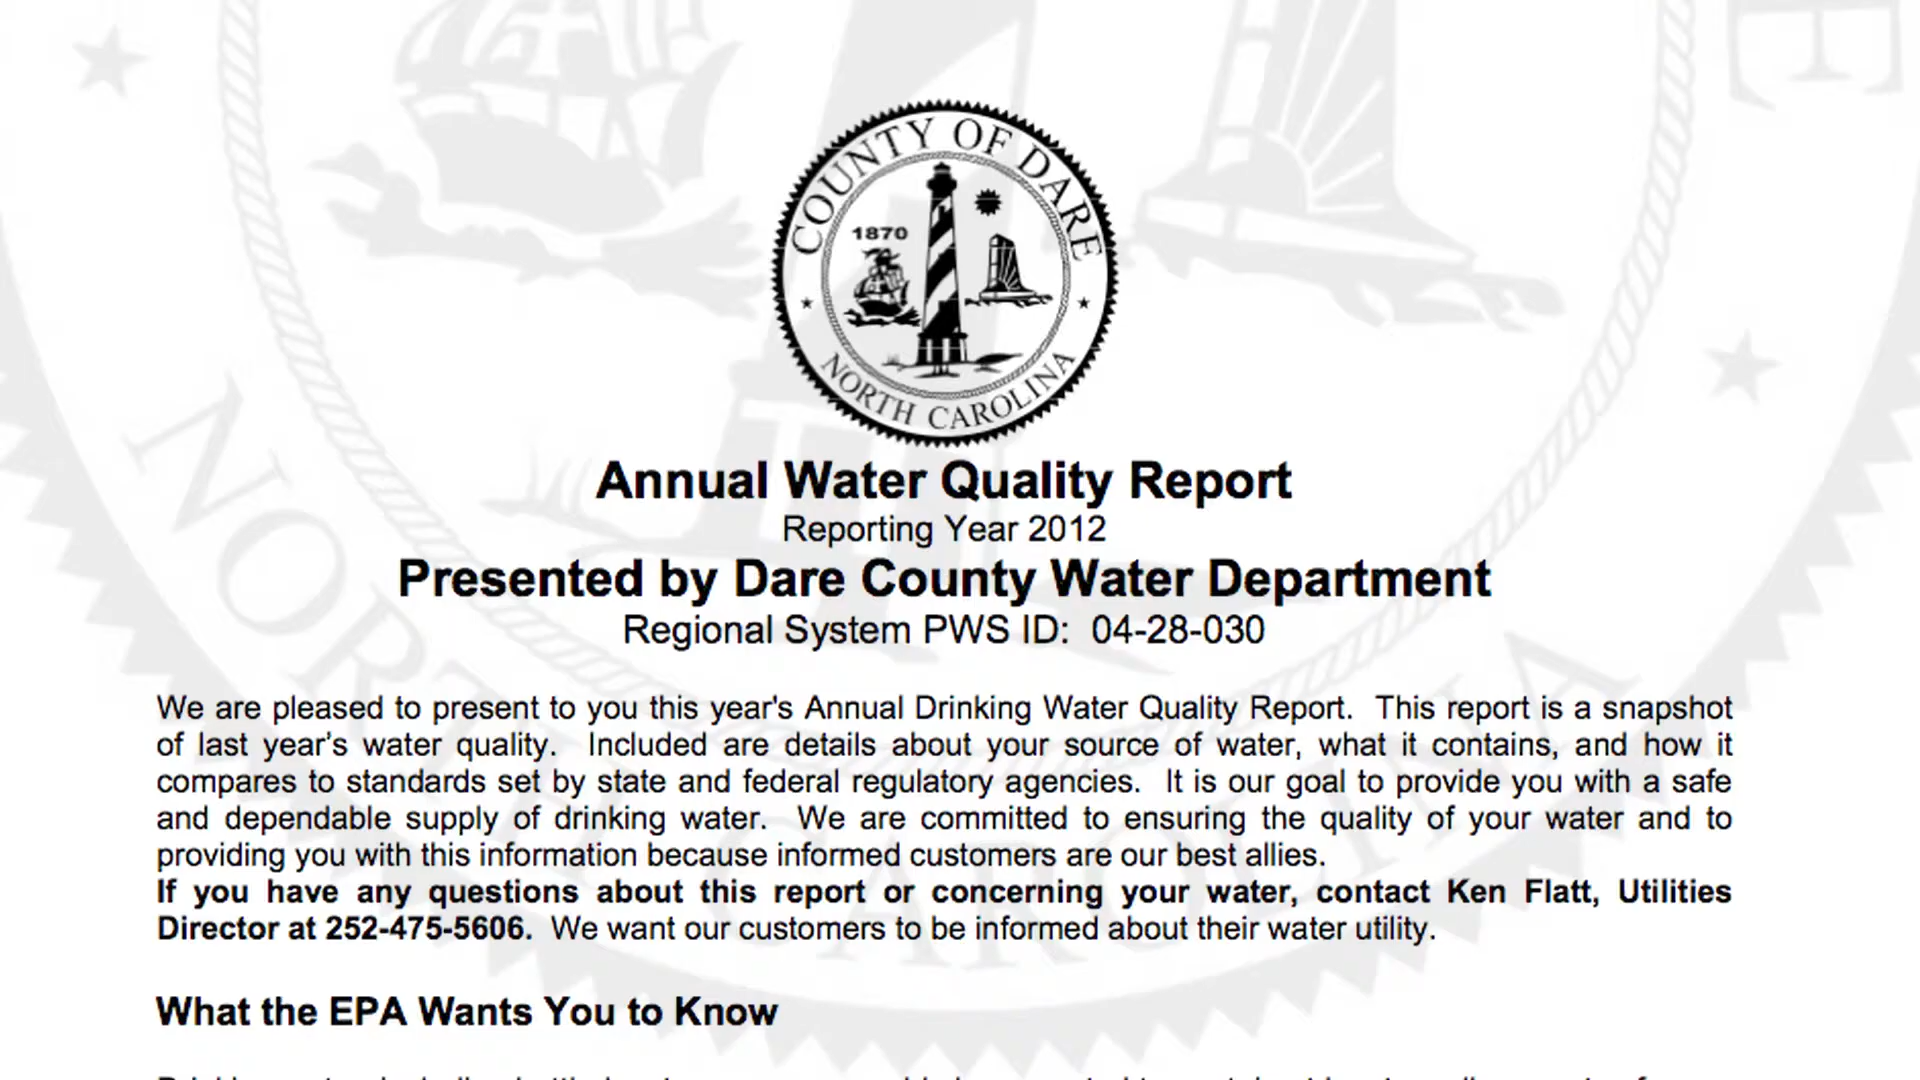 COUNTY OF DARE
1870
NORTH CAROLINA
Annual Water Quality Report
Reporting Year 2012
Presented by Dare County Water Department
Regional System PWS ID:  04-28-030
We are pleased to present to you this year's Annual Drinking Water Quality Report.  This report is a snapshot
of last year’s water quality.  Included are details about your source of water, what it contains, and how it
compares to standards set by state and federal regulatory agencies.  It is our goal to provide you with a safe
and dependable supply of drinking water.  We are committed to ensuring the quality of your water and to
providing you with this information because informed customers are our best allies.
If you have any questions about this report or concerning your water, contact Ken Flatt, Utilities
Director at 252-475-5606.  We want our customers to be informed about their water utility.
What the EPA Wants You to Know
NORTH CAROLINA